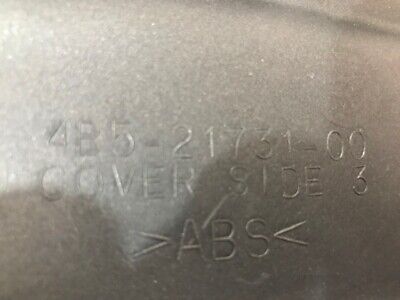 4B5-21731-00
COVER SIDE 3
>ABS<